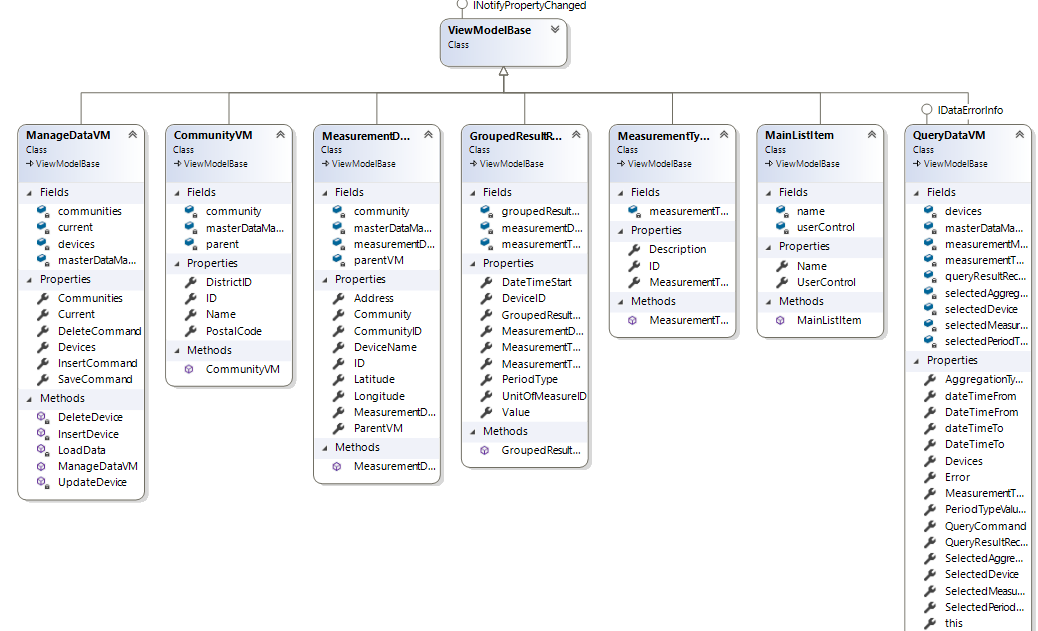 INotifyPropertyChanged
ViewModelBase
Class
ManageDataVM
Class
ViewModelBase
Fields
communities
current
devices
masterDataMa...
Properties
Communities
Current
DeleteCommand
Devices
InsertCommand
SaveCommand
Methods
DeleteDevice
InsertDevice
LoadData
ManageDataVM
UpdateDevice
CommunityVM
Class
ViewModelBase
Fields
community
masterDataMa...
parent
Properties
DistrictID
ID
Name
PostalCode
Methods
CommunityVM
MeasurementD...
Class
ViewModelBase
Fields
community
masterDataMa...
measurementD...
parentVM
Properties
Address
Community
CommunityID
DeviceName
ID
Latitude
Longitude
MeasurementD...
ParentVM
Methods
MeasurementD...
GroupedResultR...
Class
ViewModelBase
Fields
groupedResult...
measurementD...
measurementT...
Properties
DateTimeStart
DeviceID
GroupedResult...
MeasurementD...
MeasurementT...
MeasurementT...
PeriodType
UnitOfMeasureID
Value
Methods
GroupedResult...
MeasurementTy...
Class
ViewModelBase
Fields
measurementT...
Properties
Description
ID
MeasurementT...
Methods
MeasurementT...
MainListItem
Class
ViewModelBase
Fields
name
userControl
Properties
Name
UserControl
Methods
MainListItem
IDataErrorInfo
QueryDataVM
Class
ViewModelBase
Fields
devices
masterDataMa...
measurementM...
measurementT...
queryResultRec...
selectedAggreg...
selectedDevice
selectedMeasur...
selectedPeriodT...
Properties
AggregationTy...
dateTimeFrom
DateTimeFrom
dateTimeTo
DateTimeTo
Devices
Error
MeasurementT...
PeriodTypeValu...
QueryCommand
QueryResultRec...
SelectedAggre...
SelectedDevice
SelectedMeasu...
SelectedPeriod...
this